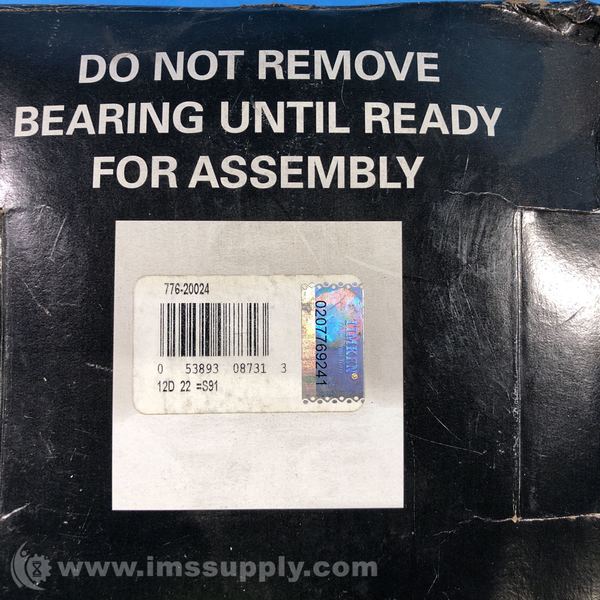 DO NOT REMOVE
BEARING UNTIL READY
FOR ASSEMBLY
776-20024
0 53893 08731 3
12D 22 =S91
0207769241
TIMKEN®
www.imssupply.com